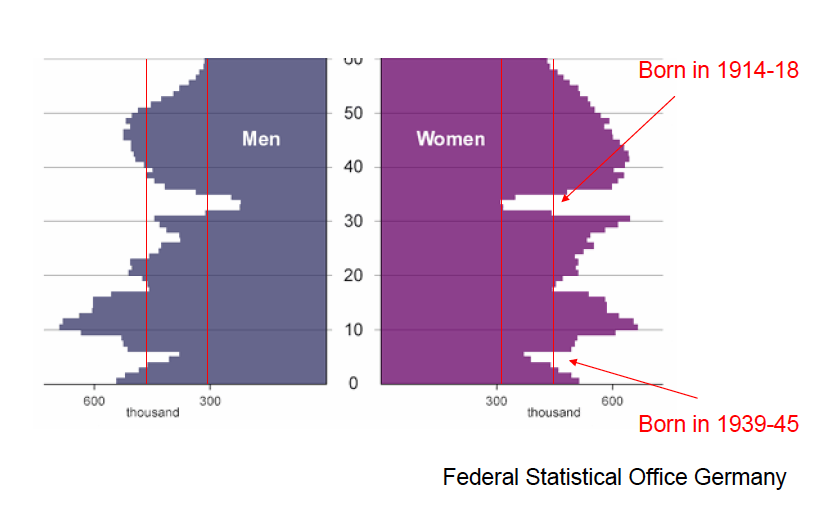 60
Born in 1914-18
50
Men
Women
40
30
20
10
0
600
300
300
600
thousand
thousand
Born in 1939-45
Federal Statistical Office Germany